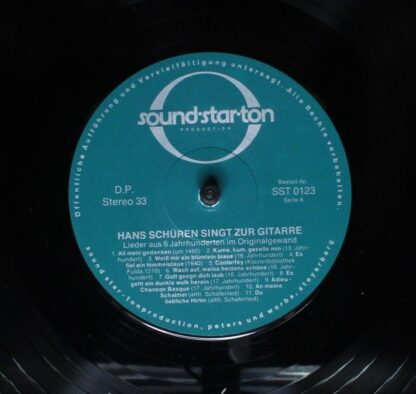 Öffentliche Aufführung und Vervielfältigung untersagt. Alle Rechte vorbehalten.
sound-star-ton
PRODUCTION
D.P.
Stereo 33
Bestell-Nr.
SST 0123
Seite A
HANS SCHÜREN SINGT ZUR GITARRE
Lieder aus 6 Jahrhunderten im Originalgewand
1. All mein gedanken (um 1460) 2. Kume, kum, geselle min (13. Jahr-
hundert) 3. Weiß mir ein blümlein blaue (16. Jahrhundert) 4. Es
fiel ein himmelstaue (1640) 5. Conterfey (Klosterbibliothek
Fulda 1210) 6. Wach auf, meins herzens schöne (16. Jahr-
hundert) 7. Gott gsegn dich laub (16. Jahrhundert) 8. Es
geht ein dunkle wolk herein (17. Jahrhundert) 9. Adieu -
Chanson Basque (17. Jahrhundert) 10. An meine
Schalmei (altfr. Schäferlied) 11. Du
liebliche Hirtin (altfr. Schäferlied)
sound-star-tonproduction, peters und worbs, steyerberg